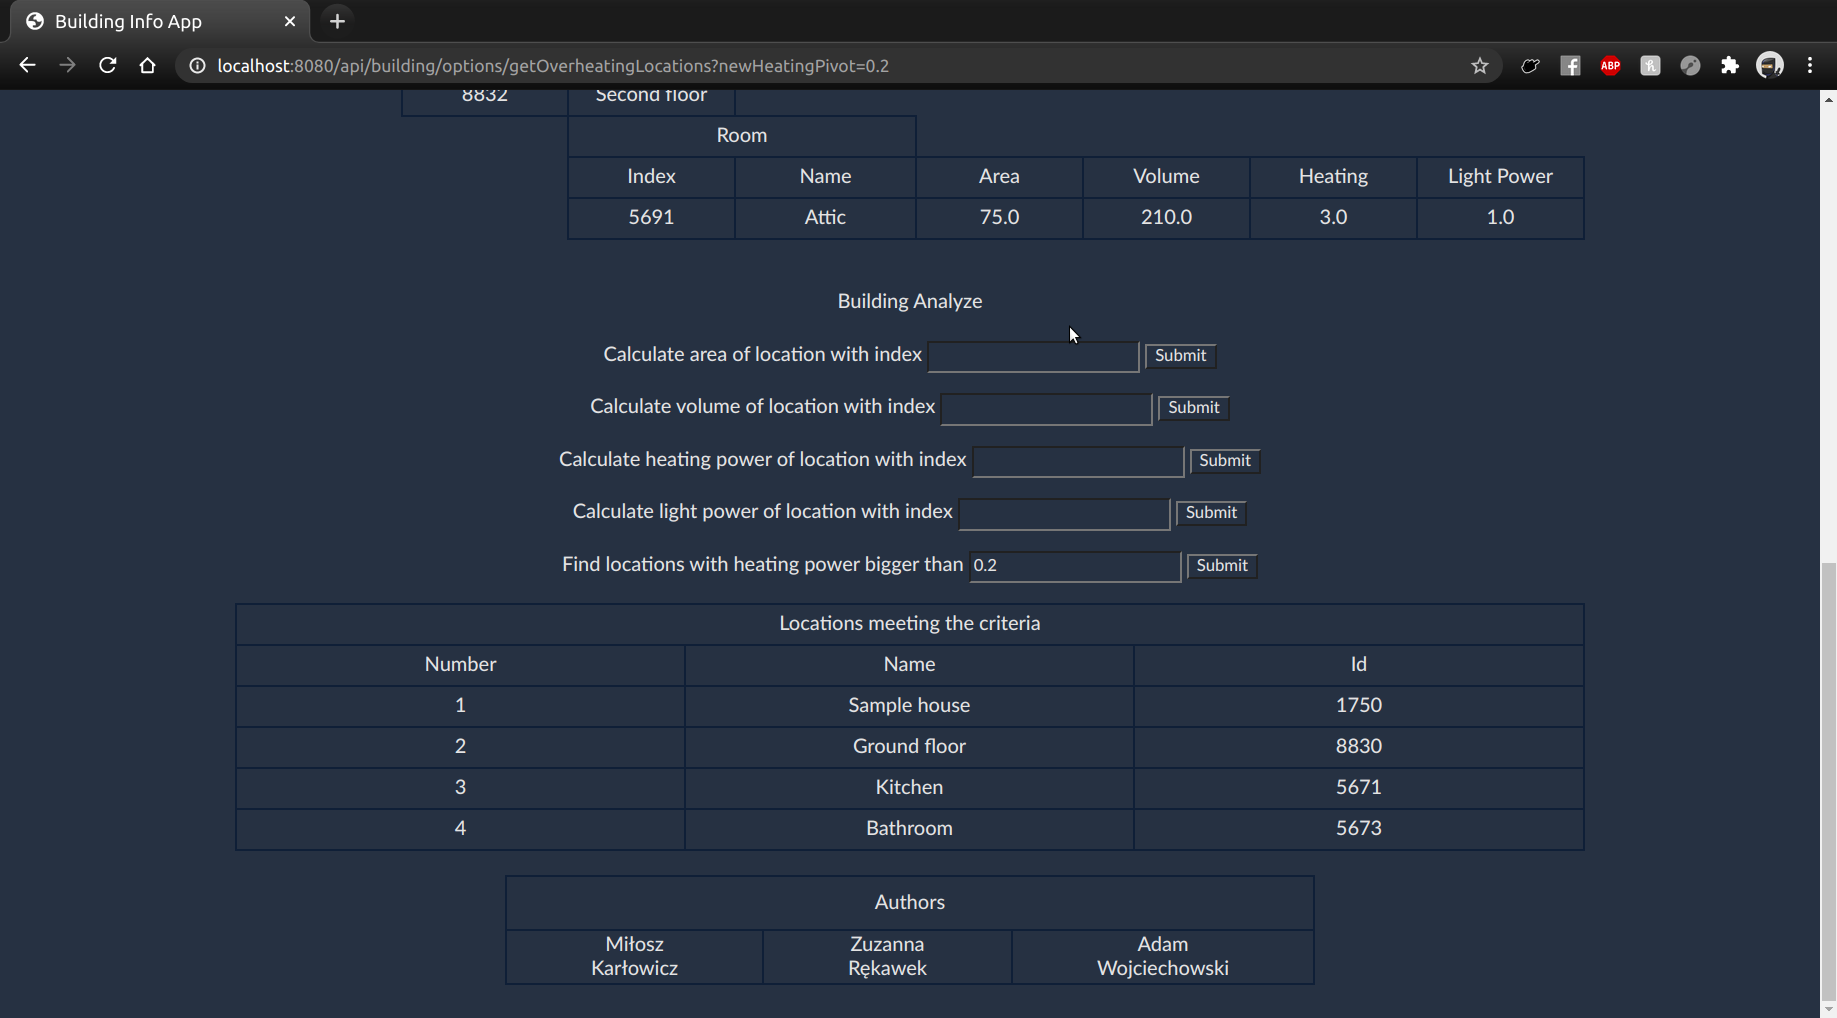 Building Info App
localhost:8080/api/building/options/getOverheatingLocations?newHeatingPivot=0.2
ABP
8832 Second floor
Room
Index Name Area Volume Heating Light Power
5691 Attic 75.0 210.0 3.0 1.0
Building Analyze
Calculate area of location with index Submit
Calculate volume of location with index Submit
Calculate heating power of location with index Submit
Calculate light power of location with index Submit
Find locations with heating power bigger than 0.2 Submit
Locations meeting the criteria
Number Name Id
1 Sample house 1750
2 Ground floor 8830
3 Kitchen 5671
4 Bathroom 5673
Authors
Miłosz Zuzanna Adam
Karłowicz Rękawek Wojciechowski